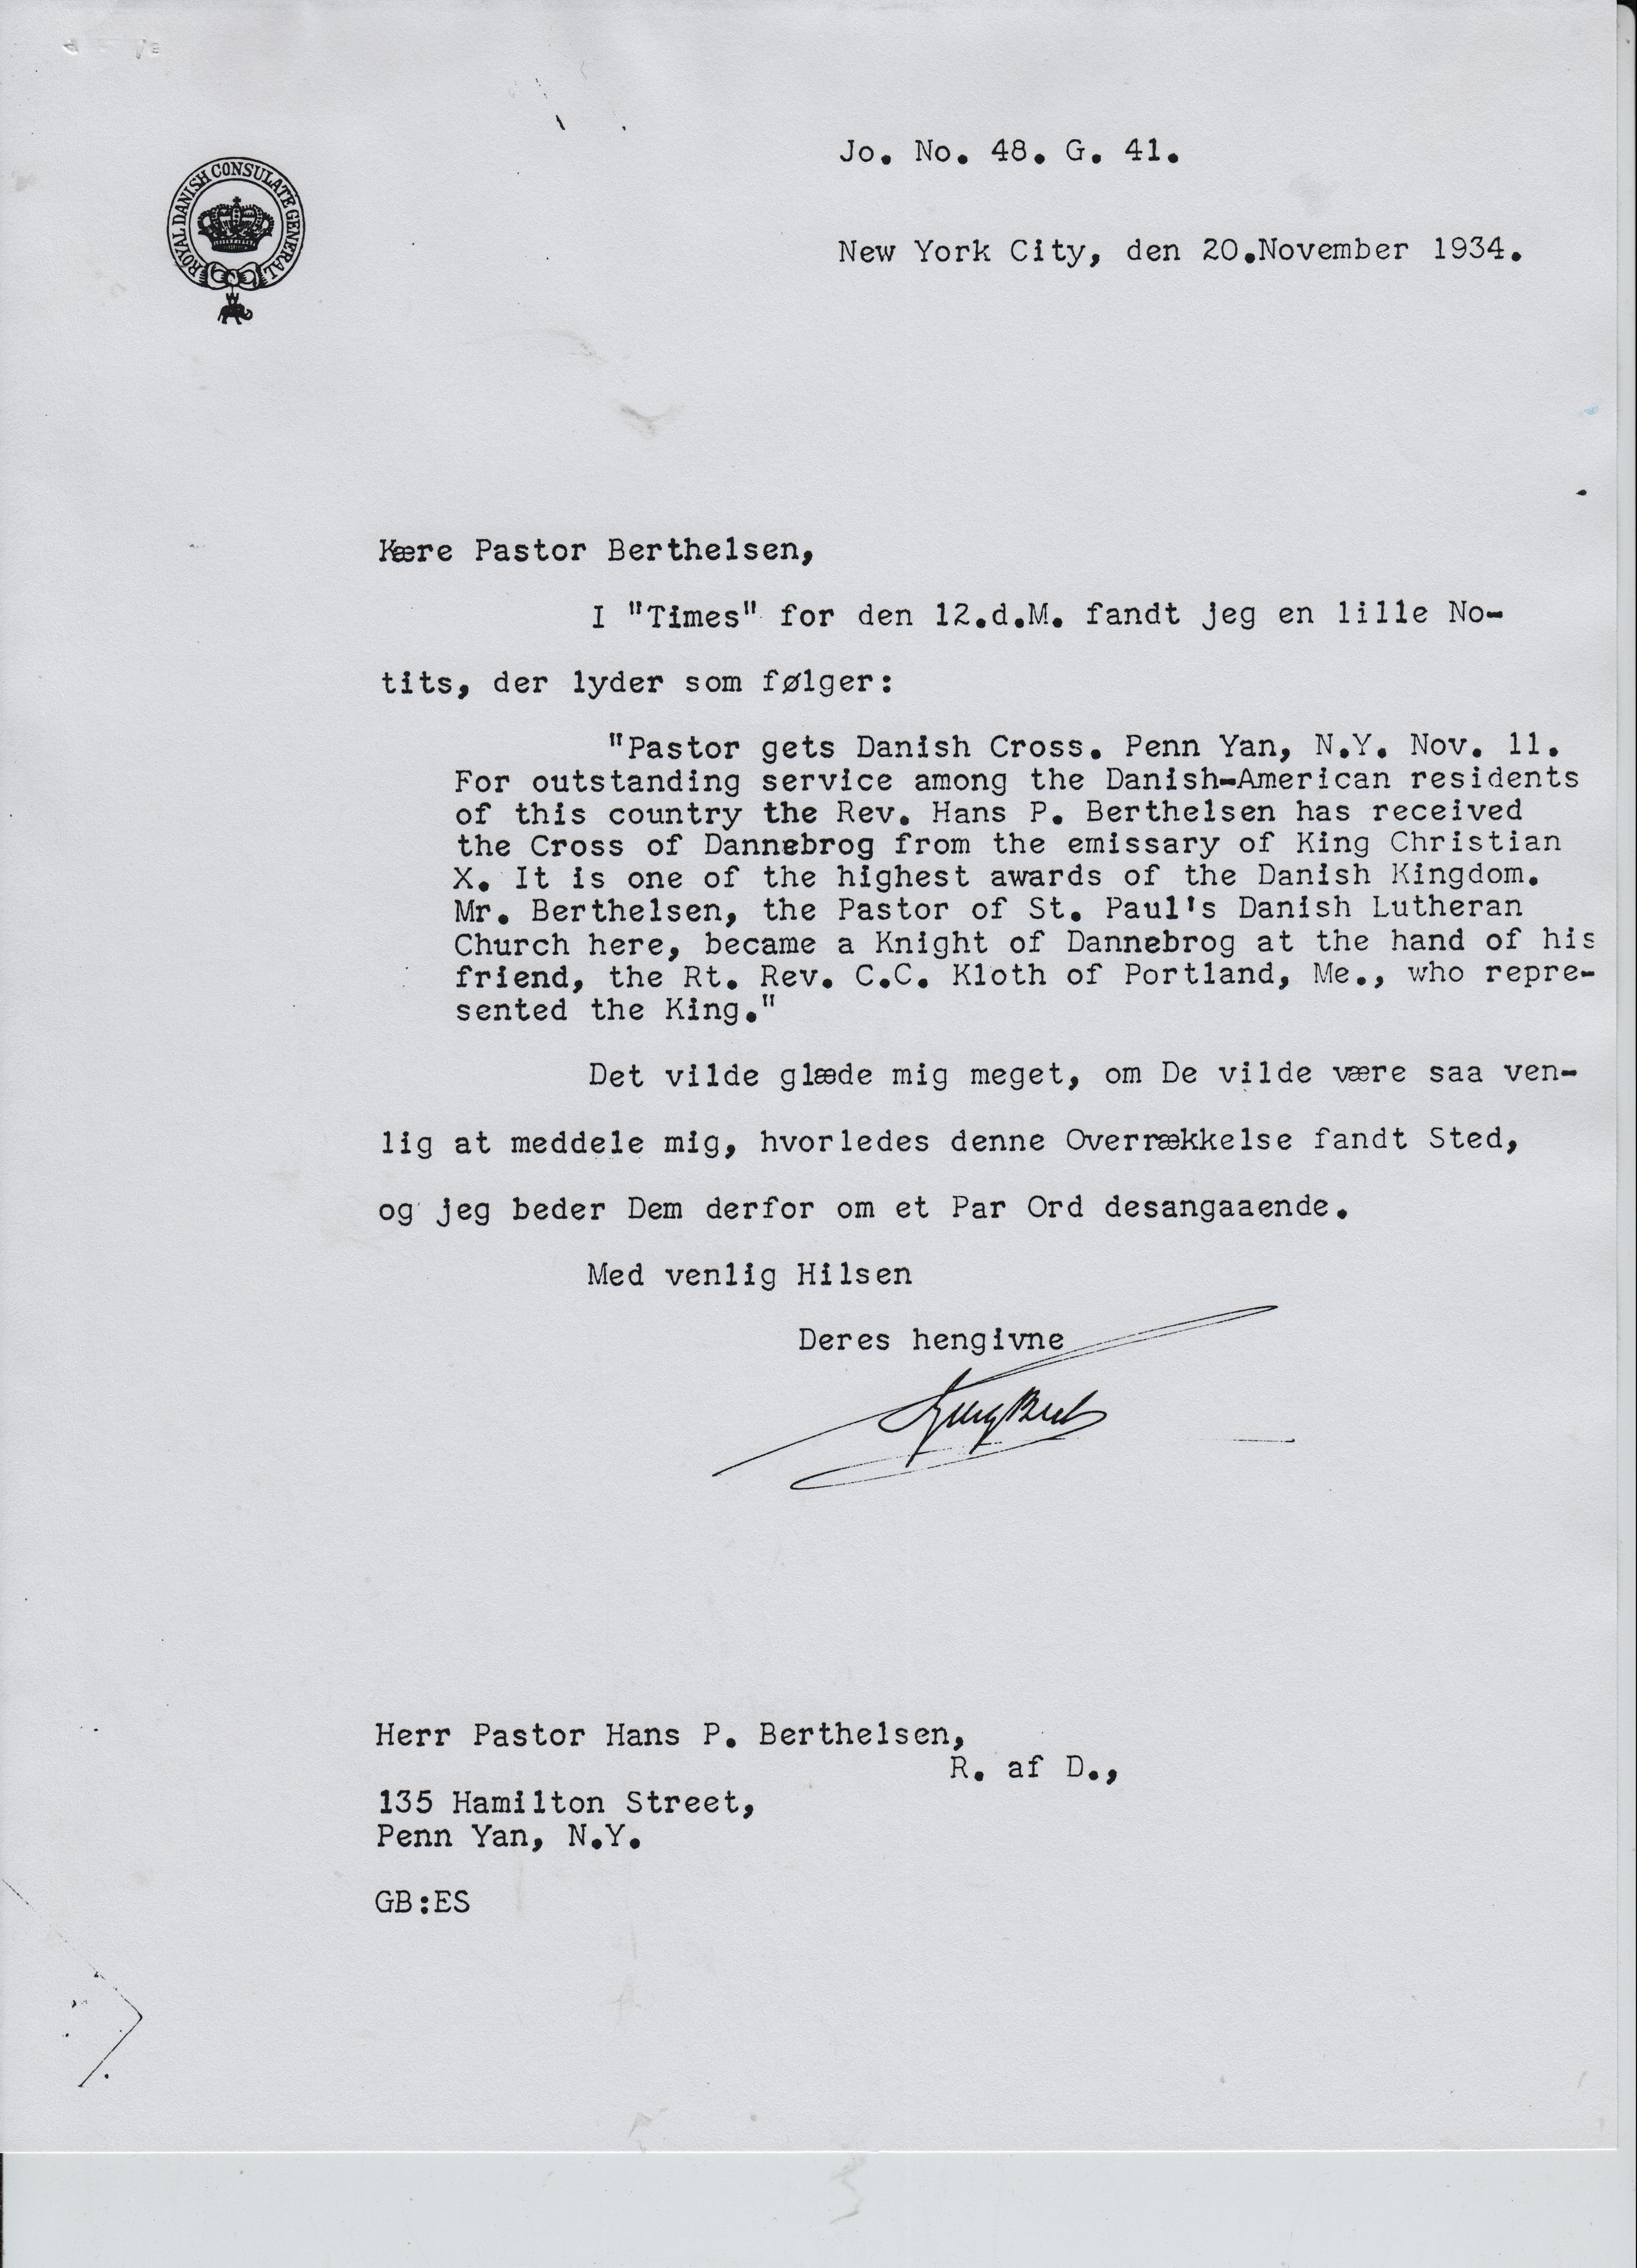 ROYAL DANISH CONSULATE GENERAL
Jo. No. 48. G. 41.
New York City, den 20.November 1934.
Kære Pastor Berthelsen,
I "Times" for den 12.d.M. fandt jeg en lille No-
tits, der lyder som følger:
"Pastor gets Danish Cross. Penn Yan, N.Y. Nov. 11.
For outstanding service among the Danish-American residents
of this country the Rev. Hans P. Berthelsen has received
the Cross of Dannebrog from the emissary of King Christian
X. It is one of the highest awards of the Danish Kingdom.
Mr. Berthelsen, the Pastor of St. Paul's Danish Lutheran
Church here, became a Knight of Dannebrog at the hand of his
friend, the Rt. Rev. C.C. Kloth of Portland, Me., who repre-
sented the King."
Det vilde glæde mig meget, om De vilde være saa ven-
lig at meddele mig, hvorledes denne Overrækkelse fandt Sted,
og jeg beder Dem derfor om et Par Ord desangaaende.
Med venlig Hilsen
Deres hengivne
Herr Pastor Hans P. Berthelsen,
R. af D.,
135 Hamilton Street,
Penn Yan, N.Y.
GB:ES